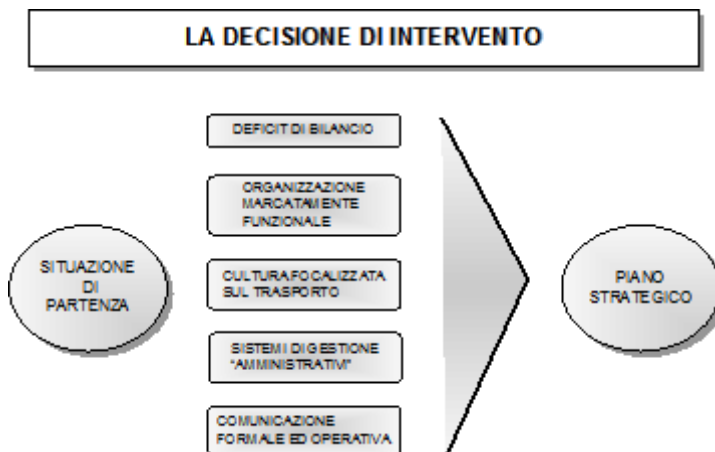 LA DECISIONE DI INTERVENTO
DEFICIT DI BILANCIO
ORGANIZZAZIONE
MARCATAMENTE
FUNZIONALE
SITUAZIONE
DI
PARTENZA
CULTURA FOCALIZZATA
SUL TRASPORTO
PIANO
STRATEGICO
SISTEMI DI GESTIONE
"AMMINISTRATIVI"
COMUNICAZIONE
FORMALE ED OPERATIVA